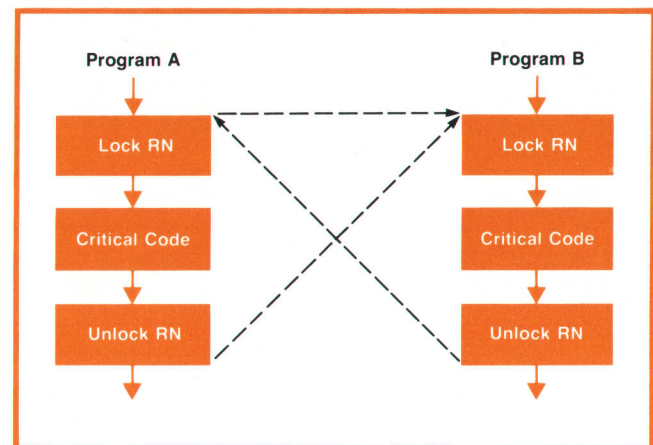 Program A
Program B
Lock RN
Lock RN
Critical Code
Critical Code
Unlock RN
Unlock RN